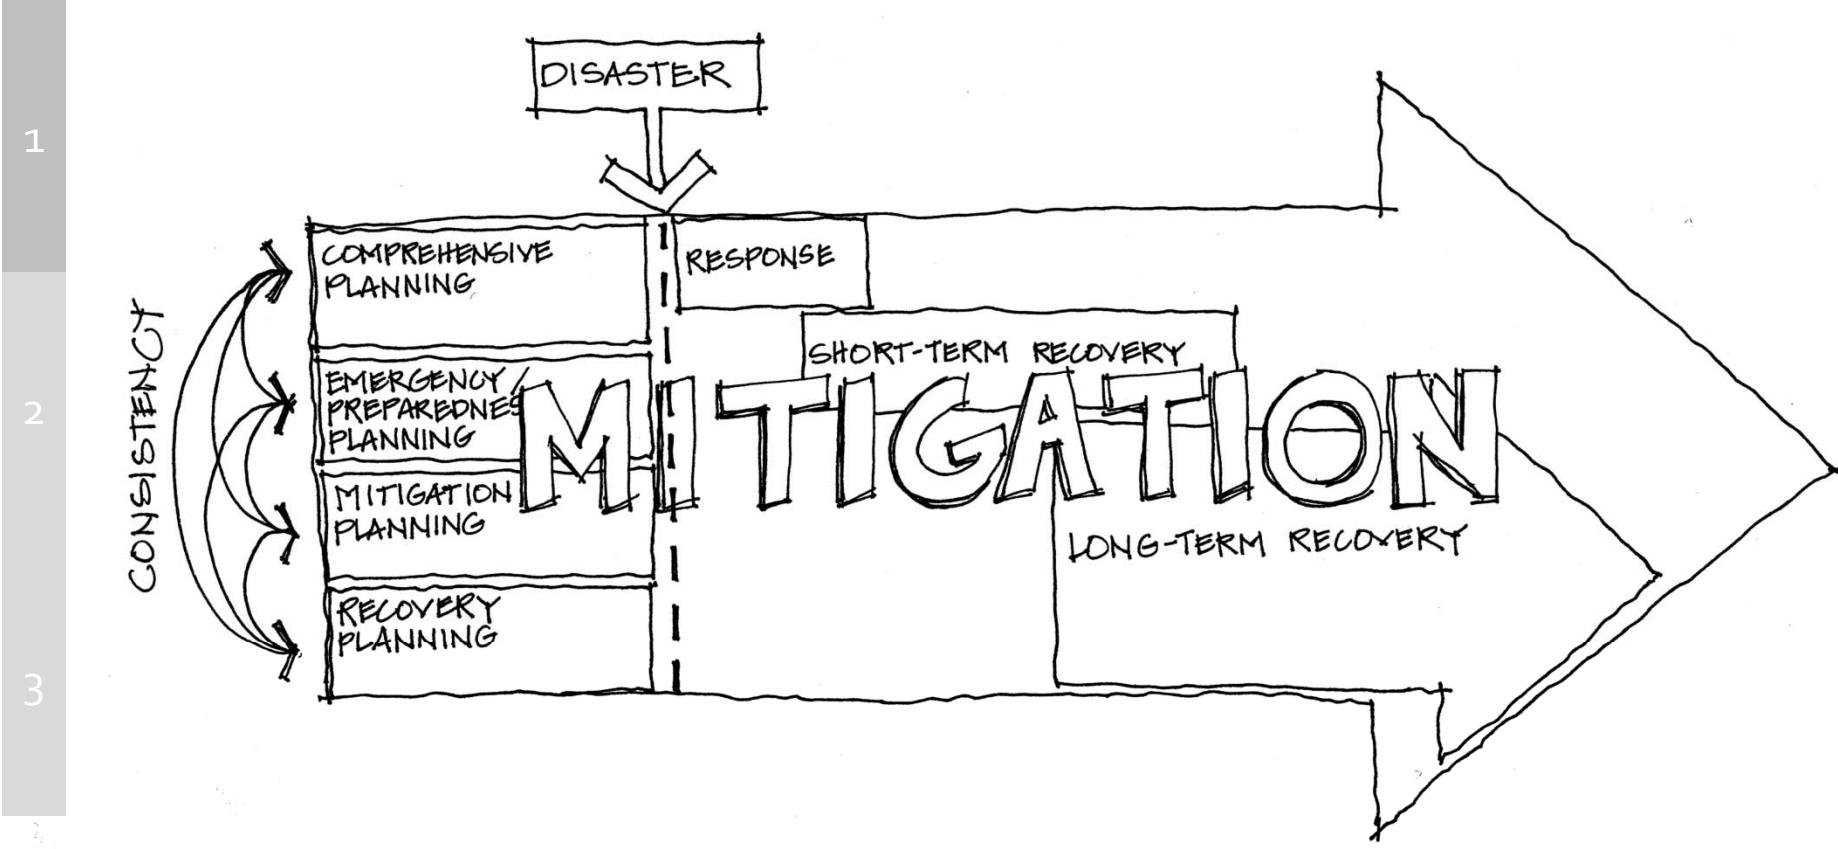 1
DISASTER
COMPREHENSIVE
PLANNING
RESPONSE
CONSISTENCY
2
SHORT-TERM RECOVERY
EMERGENCY/
PREPAREDNES
PLANNING
MITIGATION
MITIGATION
PLANNING
LONG-TERM RECOVERY
3
RECOVERY
PLANNING